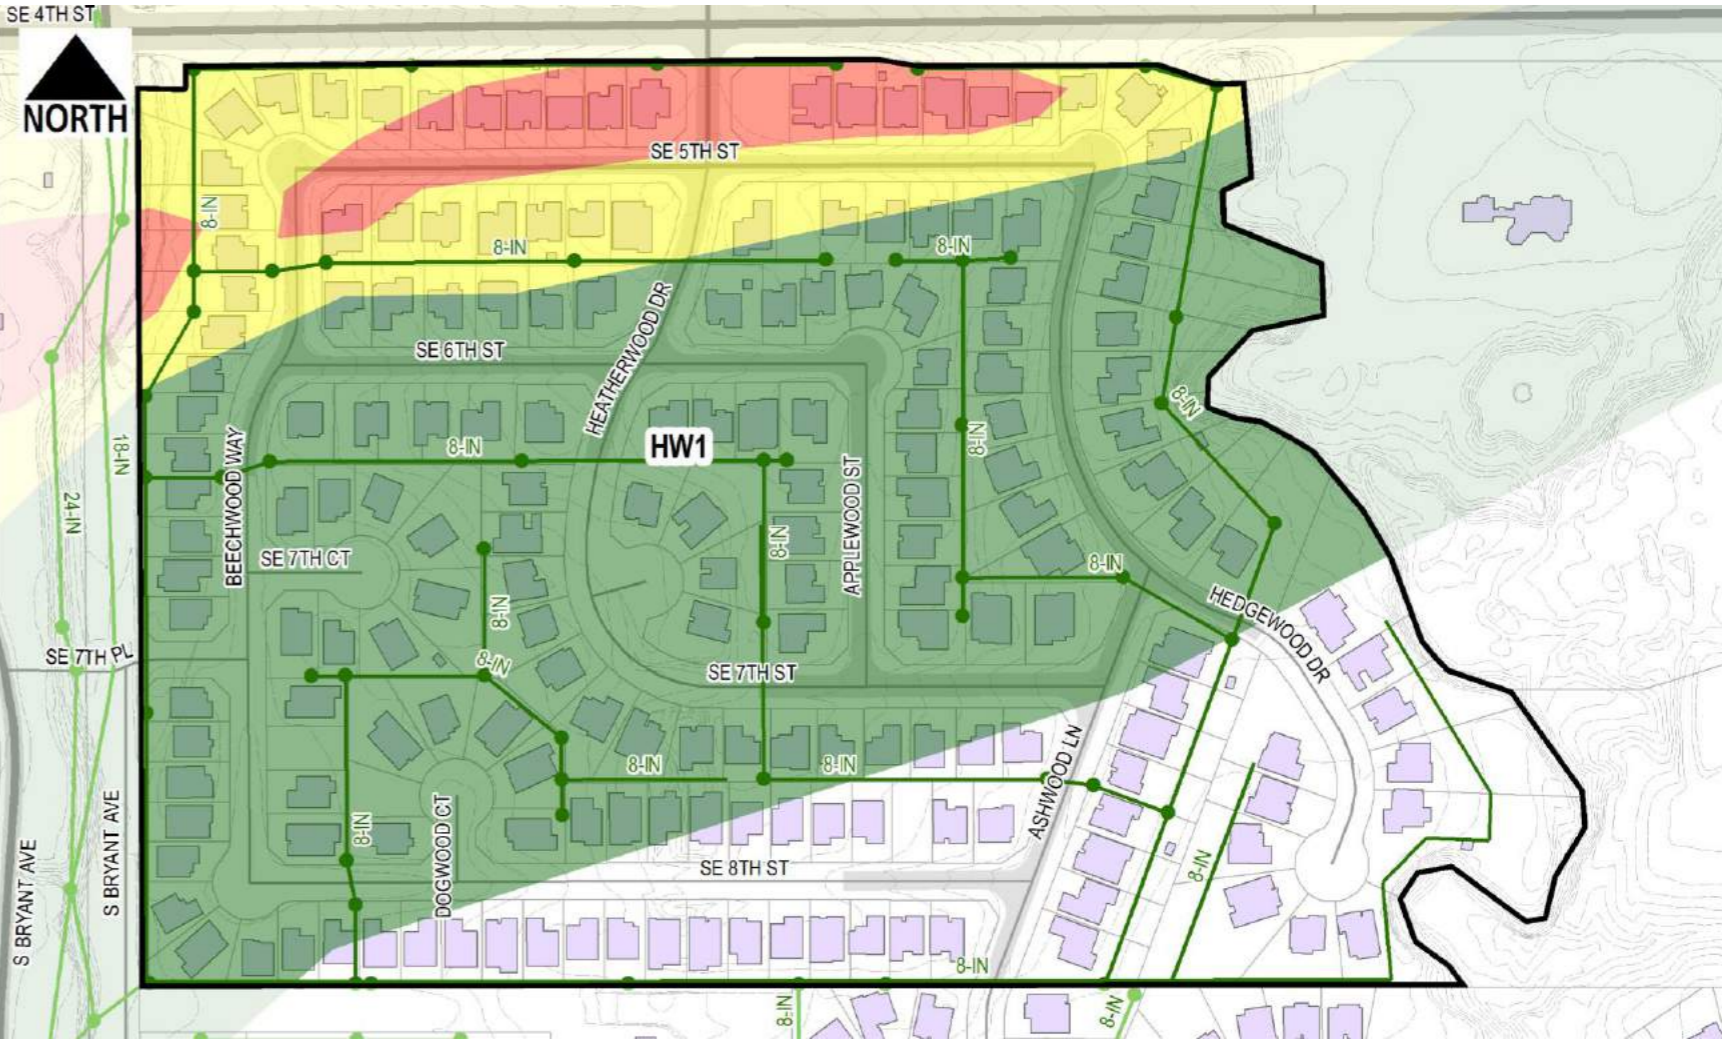 SE 4TH ST
NORTH
SE 5TH ST
8-IN
8-IN
8-IN
HEATHERWOOD DR
SE 6TH ST
8-IN
BEECHWOOD WAY
8-IN
HW1
8-IN
18-IN
24-IN
APPLEWOOD ST
8-IN
SE 7TH CT
8-IN
8-IN
HEDGEWOOD DR
SE 7TH PL
8-IN
SE 7TH ST
8-IN
8-IN
ASHWOOD LN
S BRYANT AVE
S BRYANT AVE
8-IN
DOGWOOD CT
SE 8TH ST
8-IN
8-IN
8-IN
8-IN